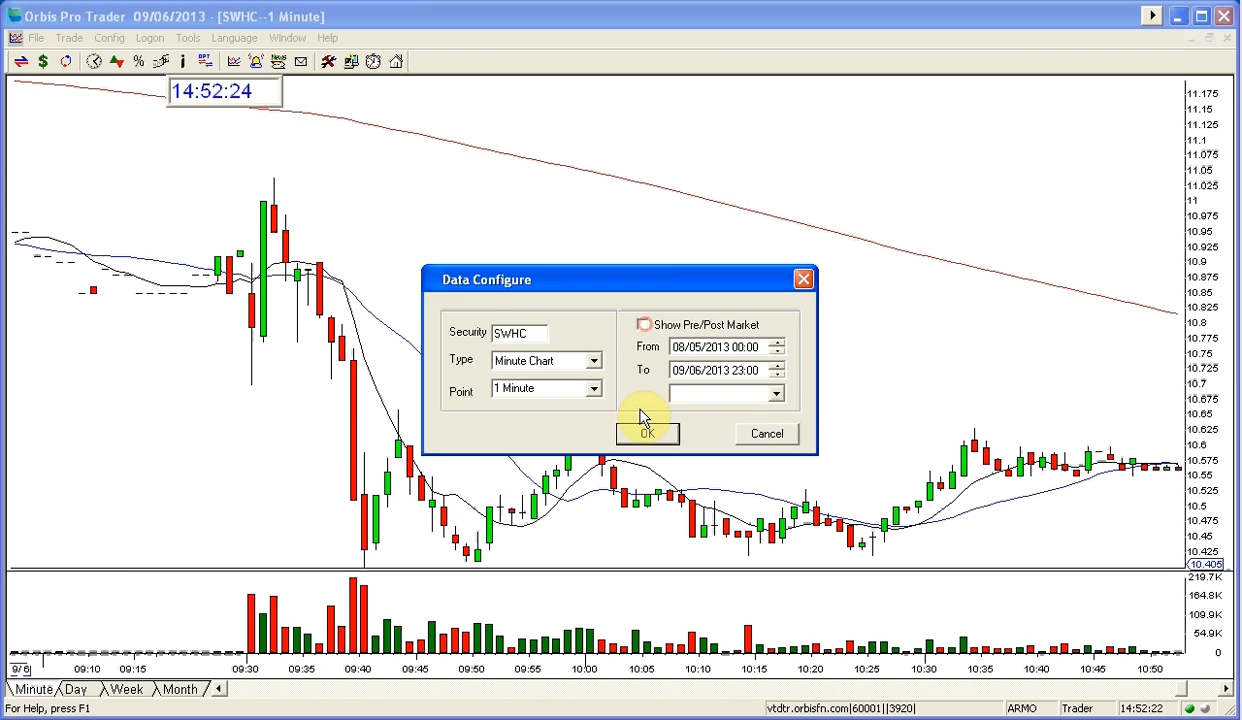 Orbis Pro Trader 09/06/2013 - [SWHC--1 Minute]
File Trade Config Logon Tools Language Window Help
14:52:24
11.175
11.15
11.125
11.1
11.075
11.05
11.025
11
10.975
10.95
10.925
10.9
10.875
10.85
10.825
10.8
10.775
10.75
10.725
10.7
10.675
10.65
10.625
10.6
10.575
10.55
10.525
10.5
10.475
10.45
10.425
10.405
Data Configure
Security SWHC
Type Minute Chart
Point 1 Minute
Show Pre/Post Market
From 08/05/2013 00:00
To 09/06/2013 23:00
OK Cancel
219.7K
164.8K
109.9K
54.9K
0
9/6 09:10 09:15 09:30 09:35 09:40 09:45 09:50 09:55 10:00 10:05 10:10 10:15 10:20 10:25 10:30 10:35 10:40 10:45 10:50
Minute Day Week Month
For Help, press F1 vtdtr.orbisfn.com|60001||3920| ARMO Trader 14:52:22